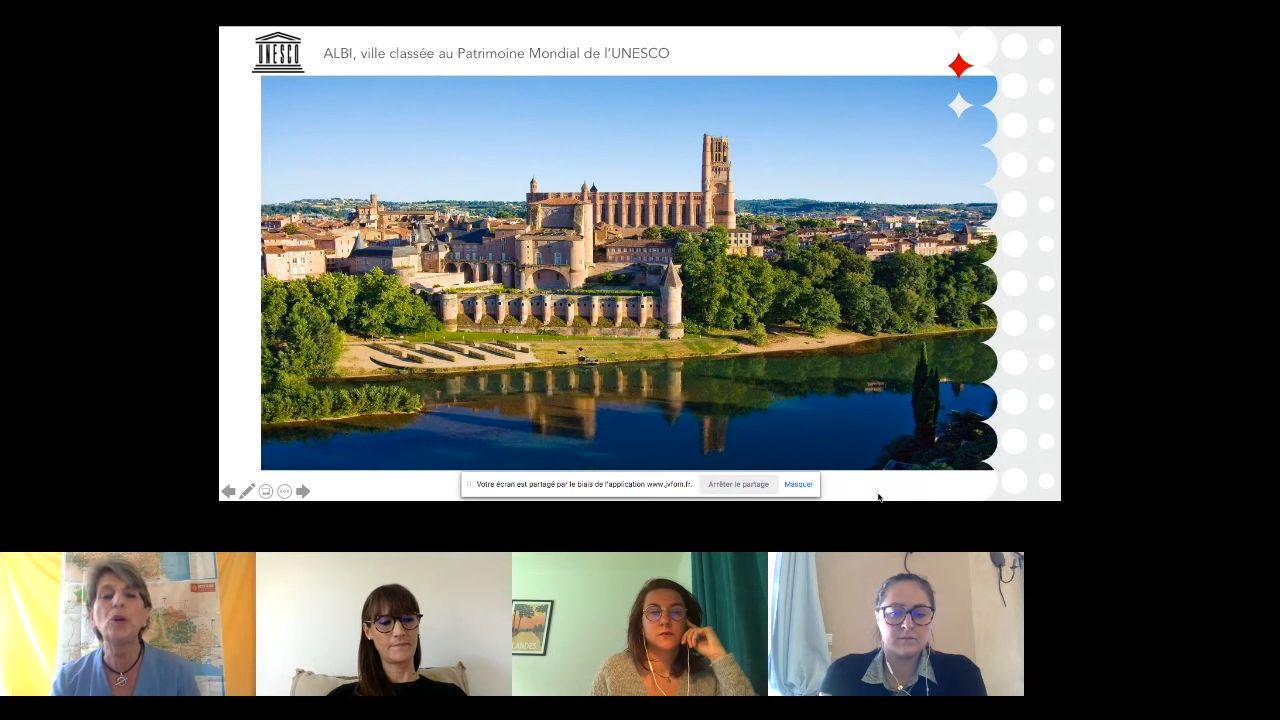 UNESCO
ALBI, ville classée au Patrimoine Mondial de l'UNESCO
Votre écran est partagé par le biais de l'application www.jvfom.fr.
Arrêter le partage
Masquer
LANDES